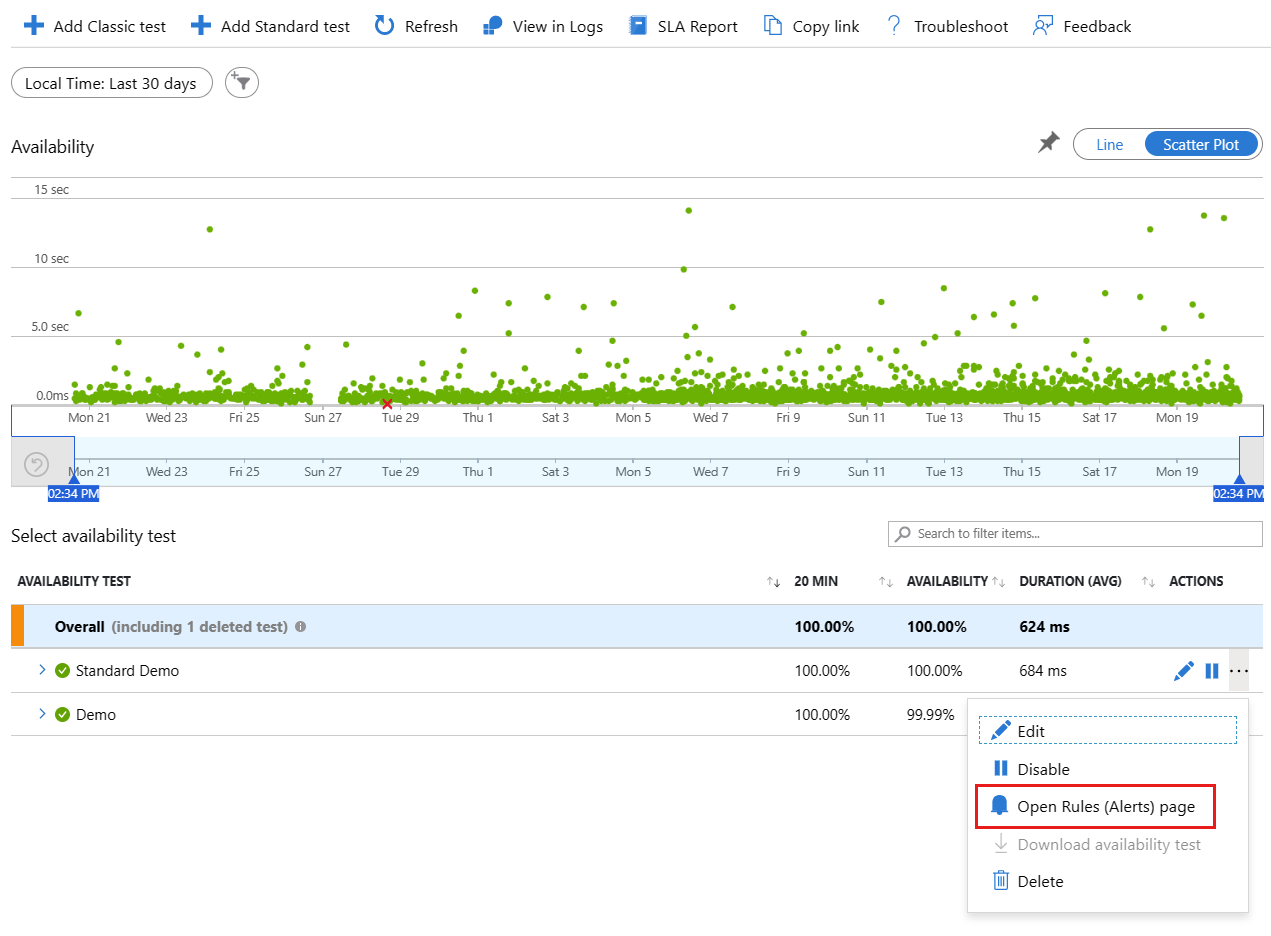 Add Classic test Add Standard test Refresh View in Logs SLA Report Copy link Troubleshoot Feedback
Local Time: Last 30 days
Availability
Line Scatter Plot
15 sec
10 sec
5.0 sec
0.0ms
Mon 21 Wed 23 Fri 25 Sun 27 Tue 29 Thu 1 Sat 3 Mon 5 Wed 7 Fri 9 Sun 11 Tue 13 Thu 15 Sat 17 Mon 19
Mon 21 Wed 23 Fri 25 Sun 27 Tue 29 Thu 1 Sat 3 Mon 5 Wed 7 Fri 9 Sun 11 Tue 13 Thu 15 Sat 17 Mon 19
02:34 PM 02:34 PM
Select availability test
Search to filter items...
AVAILABILITY TEST 20 MIN AVAILABILITY DURATION (AVG) ACTIONS
Overall (including 1 deleted test) 100.00% 100.00% 624 ms
Standard Demo 100.00% 100.00% 684 ms
Demo 100.00% 99.99%
Edit
Disable
Open Rules (Alerts) page
Download availability test
Delete